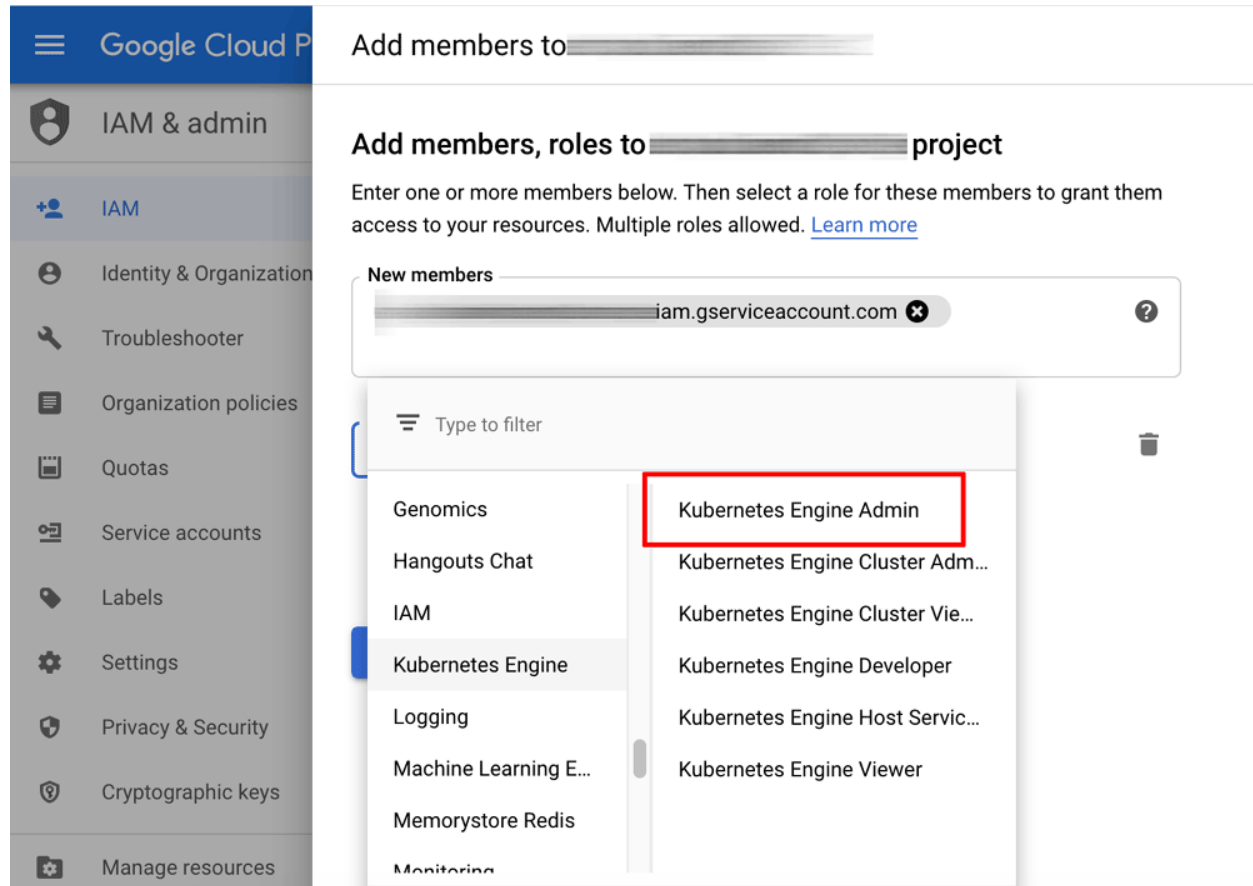 Google Cloud P
Add members to
IAM & admin
Add members, roles to project
Enter one or more members below. Then select a role for these members to grant them
access to your resources. Multiple roles allowed. Learn more
IAM
Identity & Organization
Troubleshooter
Organization policies
Quotas
Service accounts
Labels
Settings
Privacy & Security
Cryptographic keys
Manage resources
New members
iam.gserviceaccount.com
Type to filter
Genomics
Hangouts Chat
IAM
Kubernetes Engine
Logging
Machine Learning E...
Memorystore Redis
Monitoring
Kubernetes Engine Admin
Kubernetes Engine Cluster Adm...
Kubernetes Engine Cluster Vie...
Kubernetes Engine Developer
Kubernetes Engine Host Servic...
Kubernetes Engine Viewer